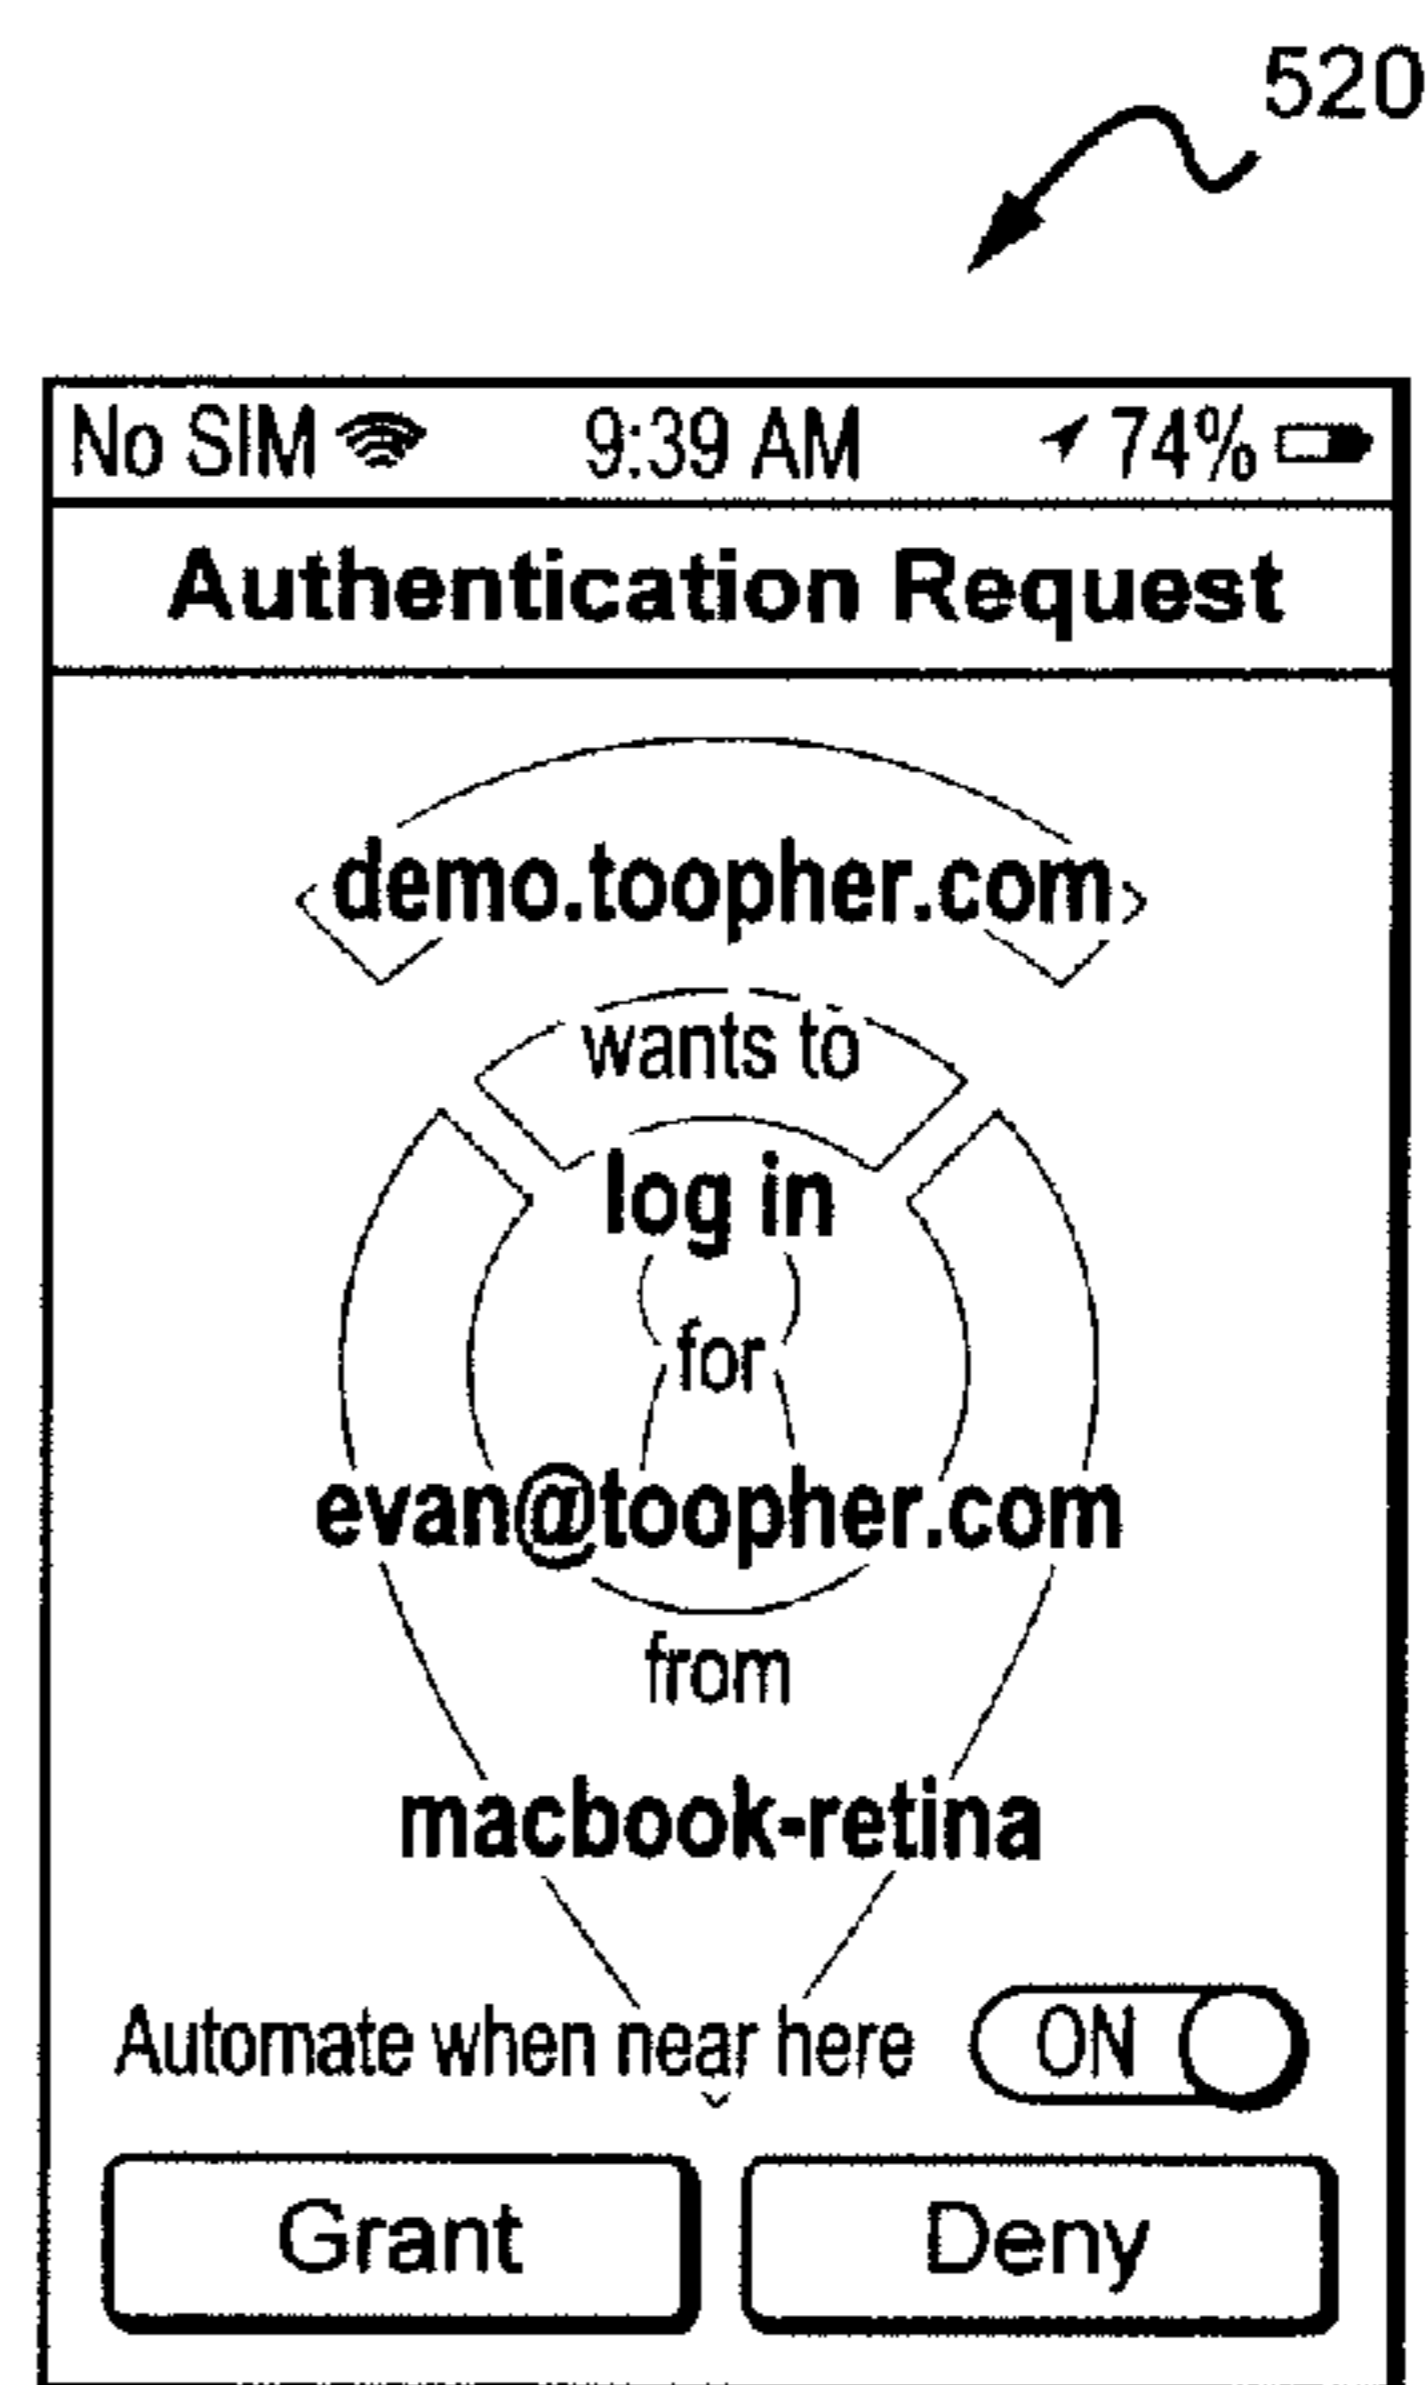 520
No SIM 9:39 AM 74%
Authentication Request
demo.toopher.com
wants to
log in
for
evan@toopher.com
from
macbook-retina
Automate when near here ON
Grant Deny